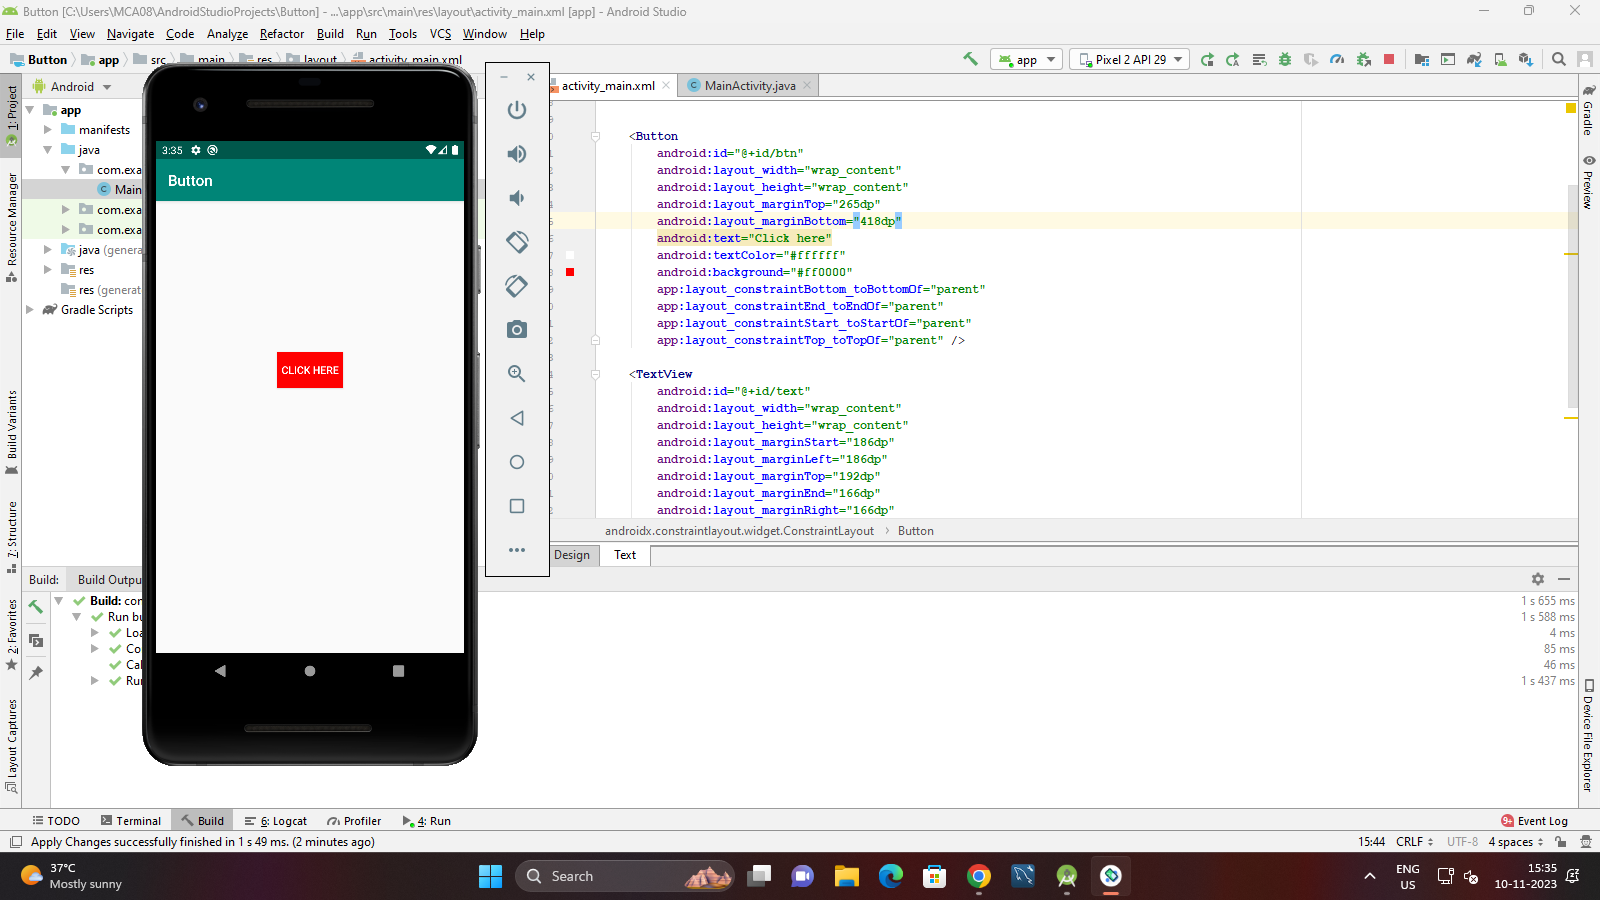 Button [C:\Users\MCA08\AndroidStudioProjects\Button] - ...\app\src\main\res\layout\activity_main.xml [app] - Android Studio
File Edit View Navigate Code Analyze Refactor Build Run Tools VCS Window Help
Button app src main res layout activity_main.xml app Pixel 2 API 29
Android
activity_main.xml MainActivity.java
1: Project
Resource Manager
Build Variants
7: Structure
2: Favorites
Layout Captures
app
manifests
java
com.exa
Main
com.exa
com.exa
java (genera
res
res (generat
Gradle Scripts
3:35
Button
CLICK HERE
<Button
android:id="@+id/btn"
android:layout_width="wrap_content"
android:layout_height="wrap_content"
android:layout_marginTop="265dp"
android:layout_marginBottom="418dp"
android:text="Click here"
android:textColor="#ffffff"
android:background="#ff0000"
app:layout_constraintBottom_toBottomOf="parent"
app:layout_constraintEnd_toEndOf="parent"
app:layout_constraintStart_toStartOf="parent"
app:layout_constraintTop_toTopOf="parent" />
<TextView
android:id="@+id/text"
android:layout_width="wrap_content"
android:layout_height="wrap_content"
android:layout_marginStart="186dp"
android:layout_marginLeft="186dp"
android:layout_marginTop="192dp"
android:layout_marginEnd="166dp"
android:layout_marginRight="166dp"
androidx.constraintlayout.widget.ConstraintLayout › Button
Design Text
Gradle
Preview
Device File Explorer
Build: Build Outpu
Build: con 1 s 655 ms
Run bu 1 s 588 ms
Loa 4 ms
Co 85 ms
Cal 46 ms
Run 1 s 437 ms
TODO Terminal Build 6: Logcat Profiler 4: Run 9+ Event Log
Apply Changes successfully finished in 1 s 49 ms. (2 minutes ago) 15:44 CRLF UTF-8 4 spaces
37°C
Mostly sunny
Search
ENG
US
15:35
10-11-2023